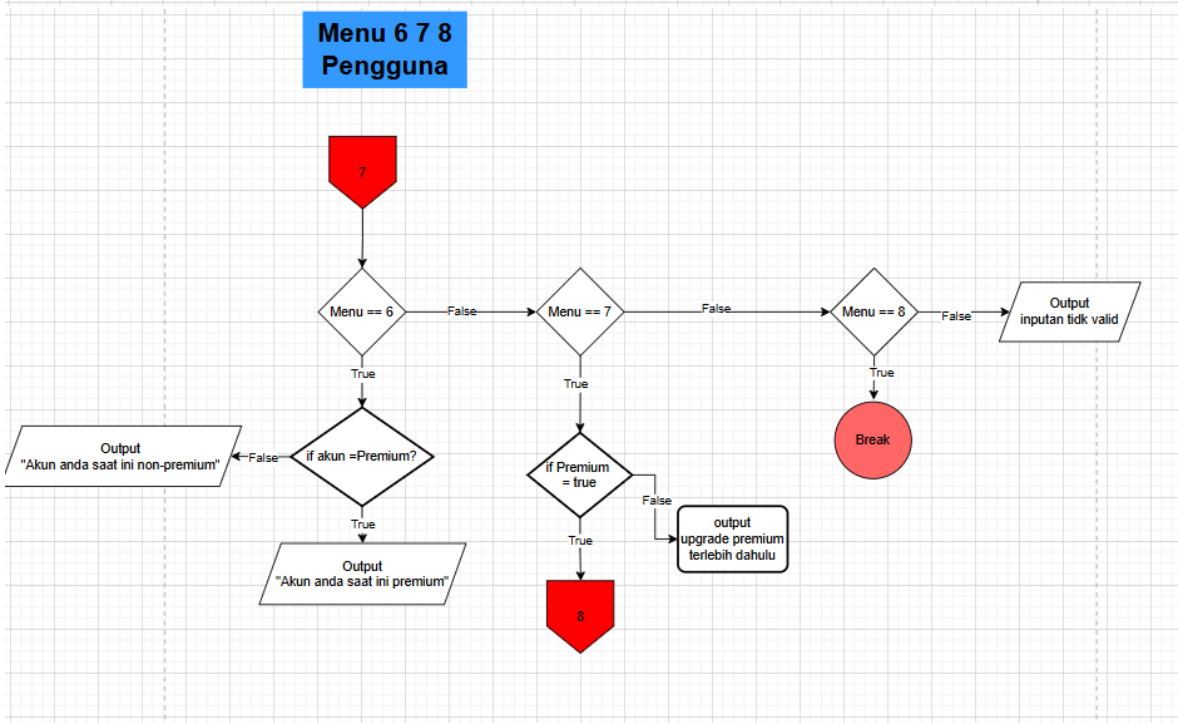 Menu 6 7 8
Pengguna
7
Menu == 6
False
Menu == 7
False
Menu == 8
False
Output
inputan tidk valid
True
True
True
Output
"Akun anda saat ini non-premium"
False
if akun =Premium?
if Premium
= true
False
Break
True
Output
"Akun anda saat ini premium"
True
output
upgrade premium
terlebih dahulu
8